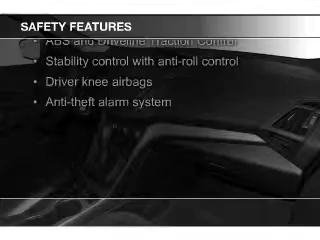 SAFETY FEATURES
• ABS and Driveline Traction Control
• Stability control with anti-roll control
• Driver knee airbags
• Anti-theft alarm system